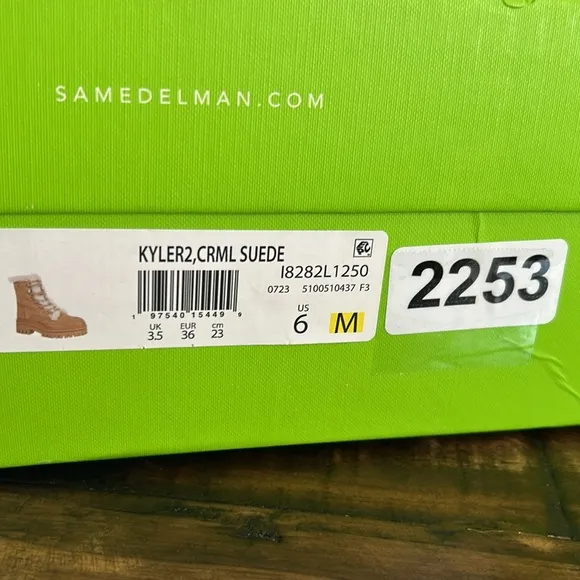 SAMEDELMAN.COM
KYLER2,CRML SUEDE
I8282L1250
0723 5100510437 F3
1 97540 15449 9
UK EUR cm
3.5 36 23
US
6 M
2253